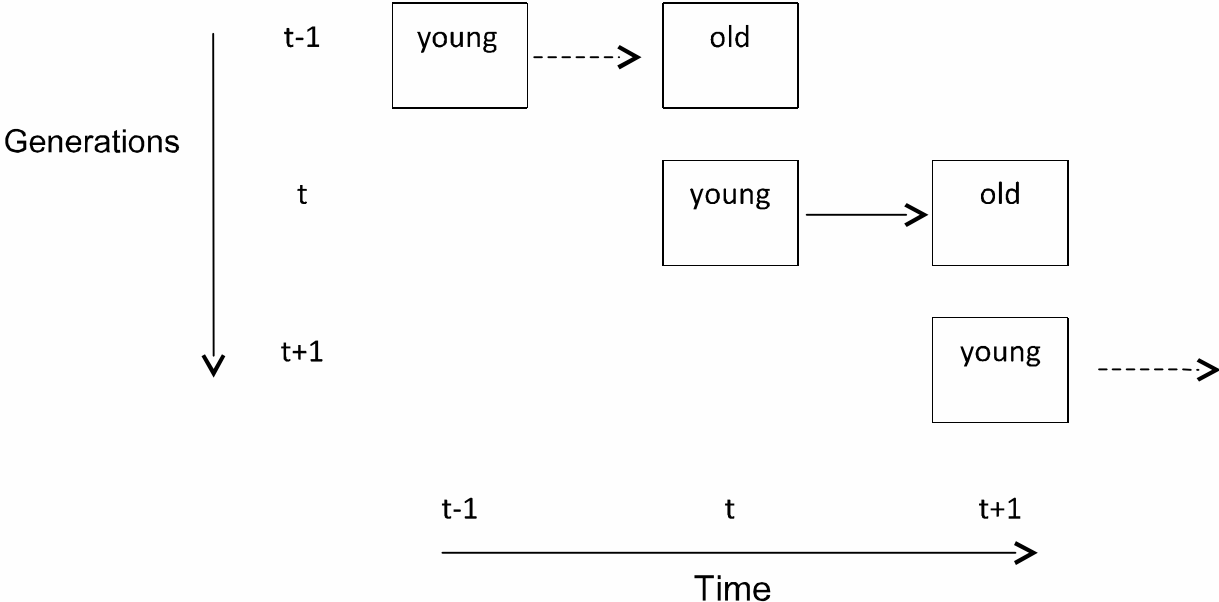 t-1 young old
Generations
t young old
t+1 young
t-1 t t+1
Time